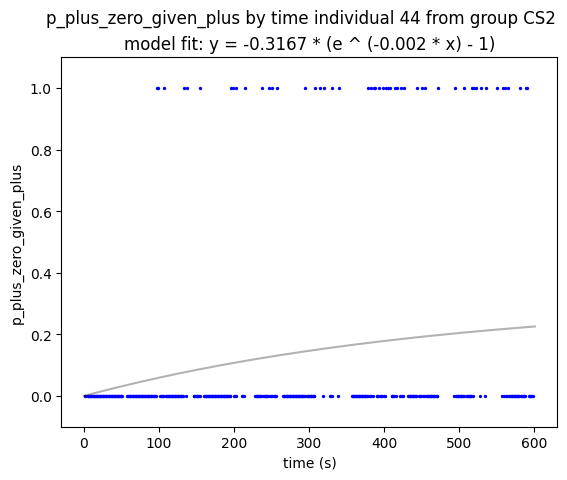 p_plus_zero_given_plus by time individual 44 from group CS2
model fit: y = -0.3167 * (e ^ (-0.002 * x) - 1)
1.0
0.8
0.6
0.4
0.2
0.0
p_plus_zero_given_plus
0 100 200 300 400 500 600
time (s)